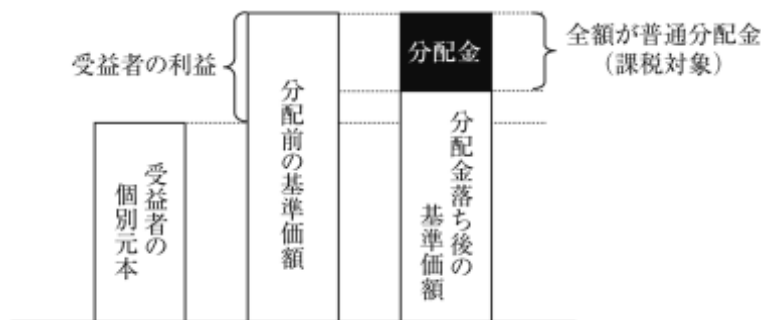 受益者の利益
受益者の
個別元本
分配前の基準価額
分配金
分配金落ち後の
基準価額
全額が普通分配金
（課税対象）